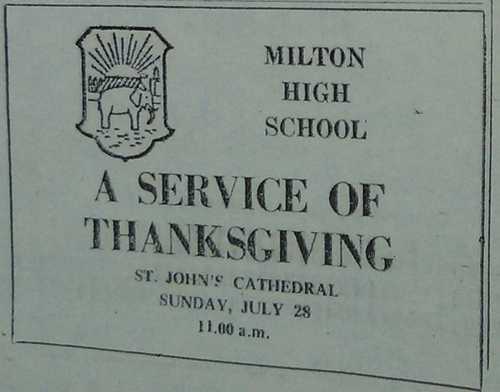 MILTON
HIGH
SCHOOL
A SERVICE OF
THANKSGIVING
ST. JOHN'S CATHEDRAL
SUNDAY, JULY 28
11.00 a.m.